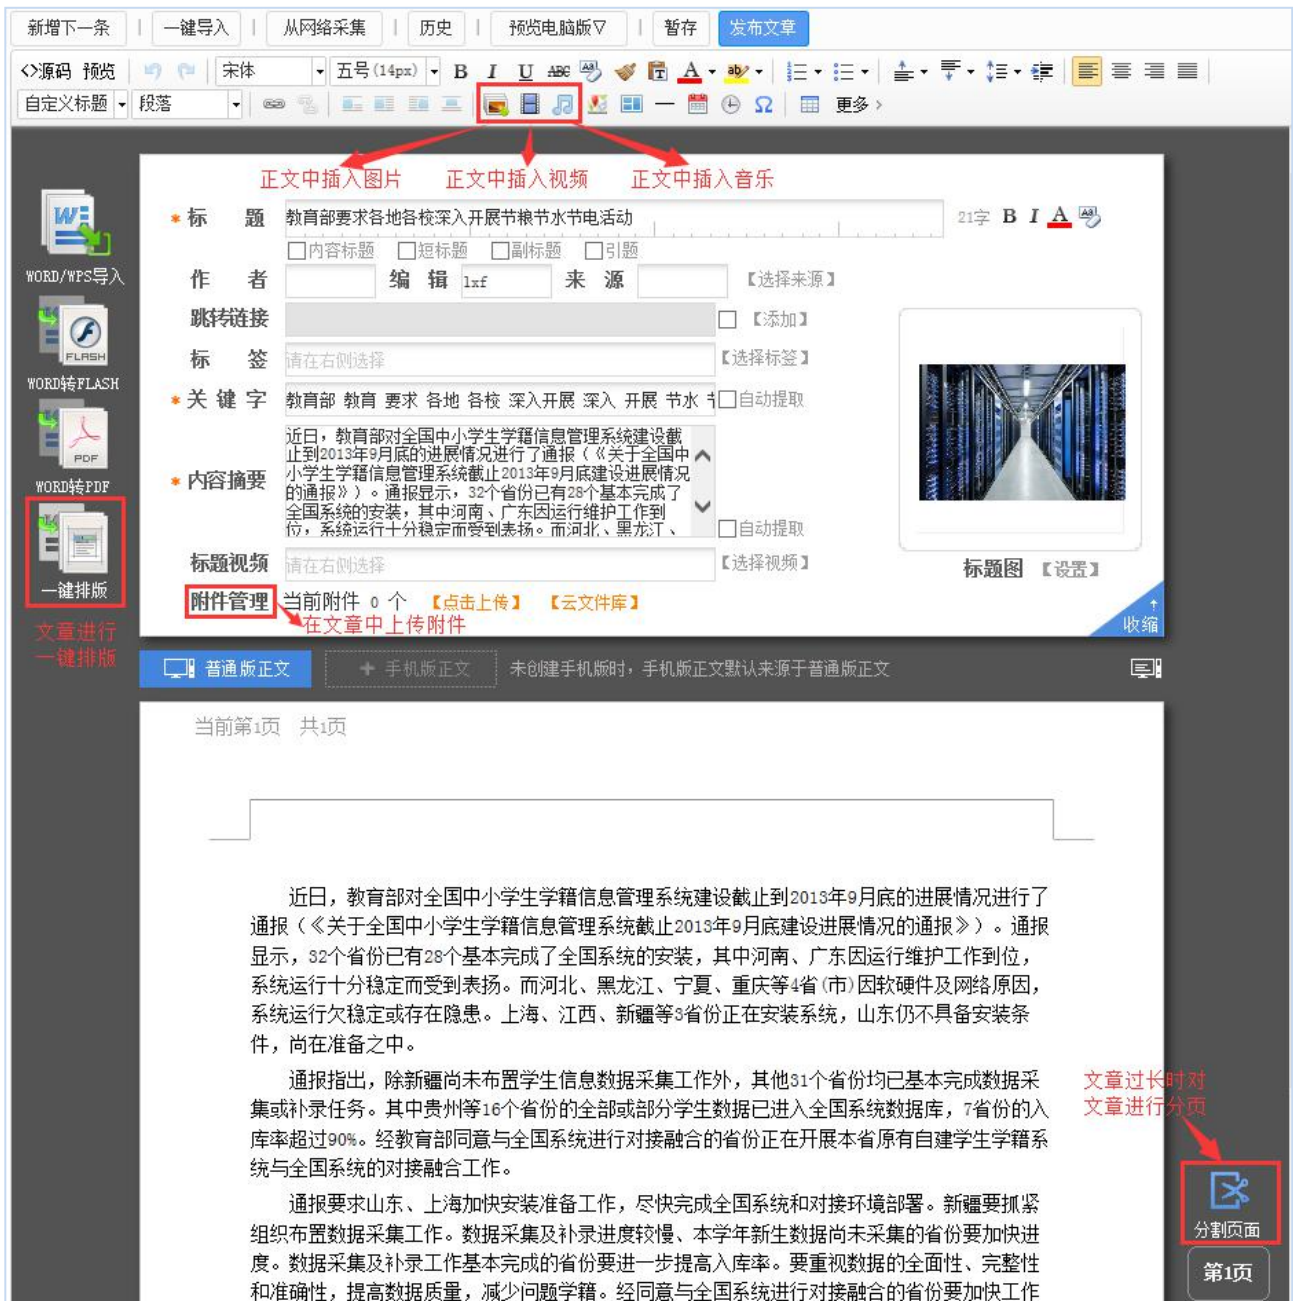 新增下一条 一键导入 从网络采集 历史 预览电脑版▽ 暂存 发布文章
<>源码 预览 宋体 五号(14px) B I U ABC A ab
自定义标题 段落 Ω 更多
正文中插入图片 正文中插入视频 正文中插入音乐
*标 题 教育部要求各地各校深入开展节粮节水节电活动 21字 B I A
内容标题 短标题 副标题 引题
作 者 编 辑 lxf 来 源 【选择来源】
跳转链接 【添加】
标 签 请在右侧选择 【选择标签】
*关 键 字 教育部 教育 要求 各地 各校 深入开展 深入 开展 节水 自动提取
*内容摘要
近日，教育部对全国中小学生学籍信息管理系统建设截
止到2013年9月底的进展情况进行了通报（《关于全国中
小学生学籍信息管理系统截止2013年9月底建设进展情况
的通报》）。通报显示，32个省份已有28个基本完成了
全国系统的安装，其中河南、广东因运行维护工作到
位，系统运行十分稳定而受到表扬。而河北、黑龙江、
自动提取
标题视频 请在右侧选择 【选择视频】
标题图 【设置】
附件管理 当前附件 0 个 【点击上传】 【云文件库】
在文章中上传附件
收缩
W
WORD/WPS导入
FLASH
WORD转FLASH
PDF
WORD转PDF
一键排版
文章进行
一键排版
普通版正文 + 手机版正文 未创建手机版时，手机版正文默认来源于普通版正文
当前第1页 共1页
近日，教育部对全国中小学生学籍信息管理系统建设截止到2013年9月底的进展情况进行了
通报（《关于全国中小学生学籍信息管理系统截止2013年9月底建设进展情况的通报》）。通报
显示，32个省份已有28个基本完成了全国系统的安装，其中河南、广东因运行维护工作到位，
系统运行十分稳定而受到表扬。而河北、黑龙江、宁夏、重庆等4省(市)因软硬件及网络原因，
系统运行欠稳定或存在隐患。上海、江西、新疆等3省份正在安装系统，山东仍不具备安装条
件，尚在准备之中。
通报指出，除新疆尚未布置学生信息数据采集工作外，其他31个省份均已基本完成数据采
集或补录任务。其中贵州等16个省份的全部或部分学生数据已进入全国系统数据库，7省份的入
库率超过90%。经教育部同意与全国系统进行对接融合的省份正在开展本省原有自建学生学籍系
统与全国系统的对接融合工作。
通报要求山东、上海加快安装准备工作，尽快完成全国系统和对接环境部署。新疆要抓紧
组织布置数据采集工作。数据采集及补录进度较慢、本学年新生数据尚未采集的省份要加快进
度。数据采集及补录工作基本完成的省份要进一步提高入库率。要重视数据的全面性、完整性
和准确性，提高数据质量，减少问题学籍。经同意与全国系统进行对接融合的省份要加快工作
文章过长时对
文章进行分页
分割页面
第1页